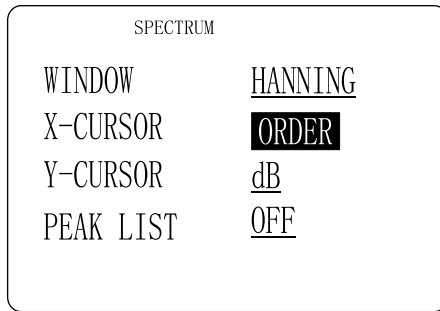 SPECTRUM
WINDOW HANNING
X-CURSOR ORDER
Y-CURSOR dB
PEAK LIST OFF